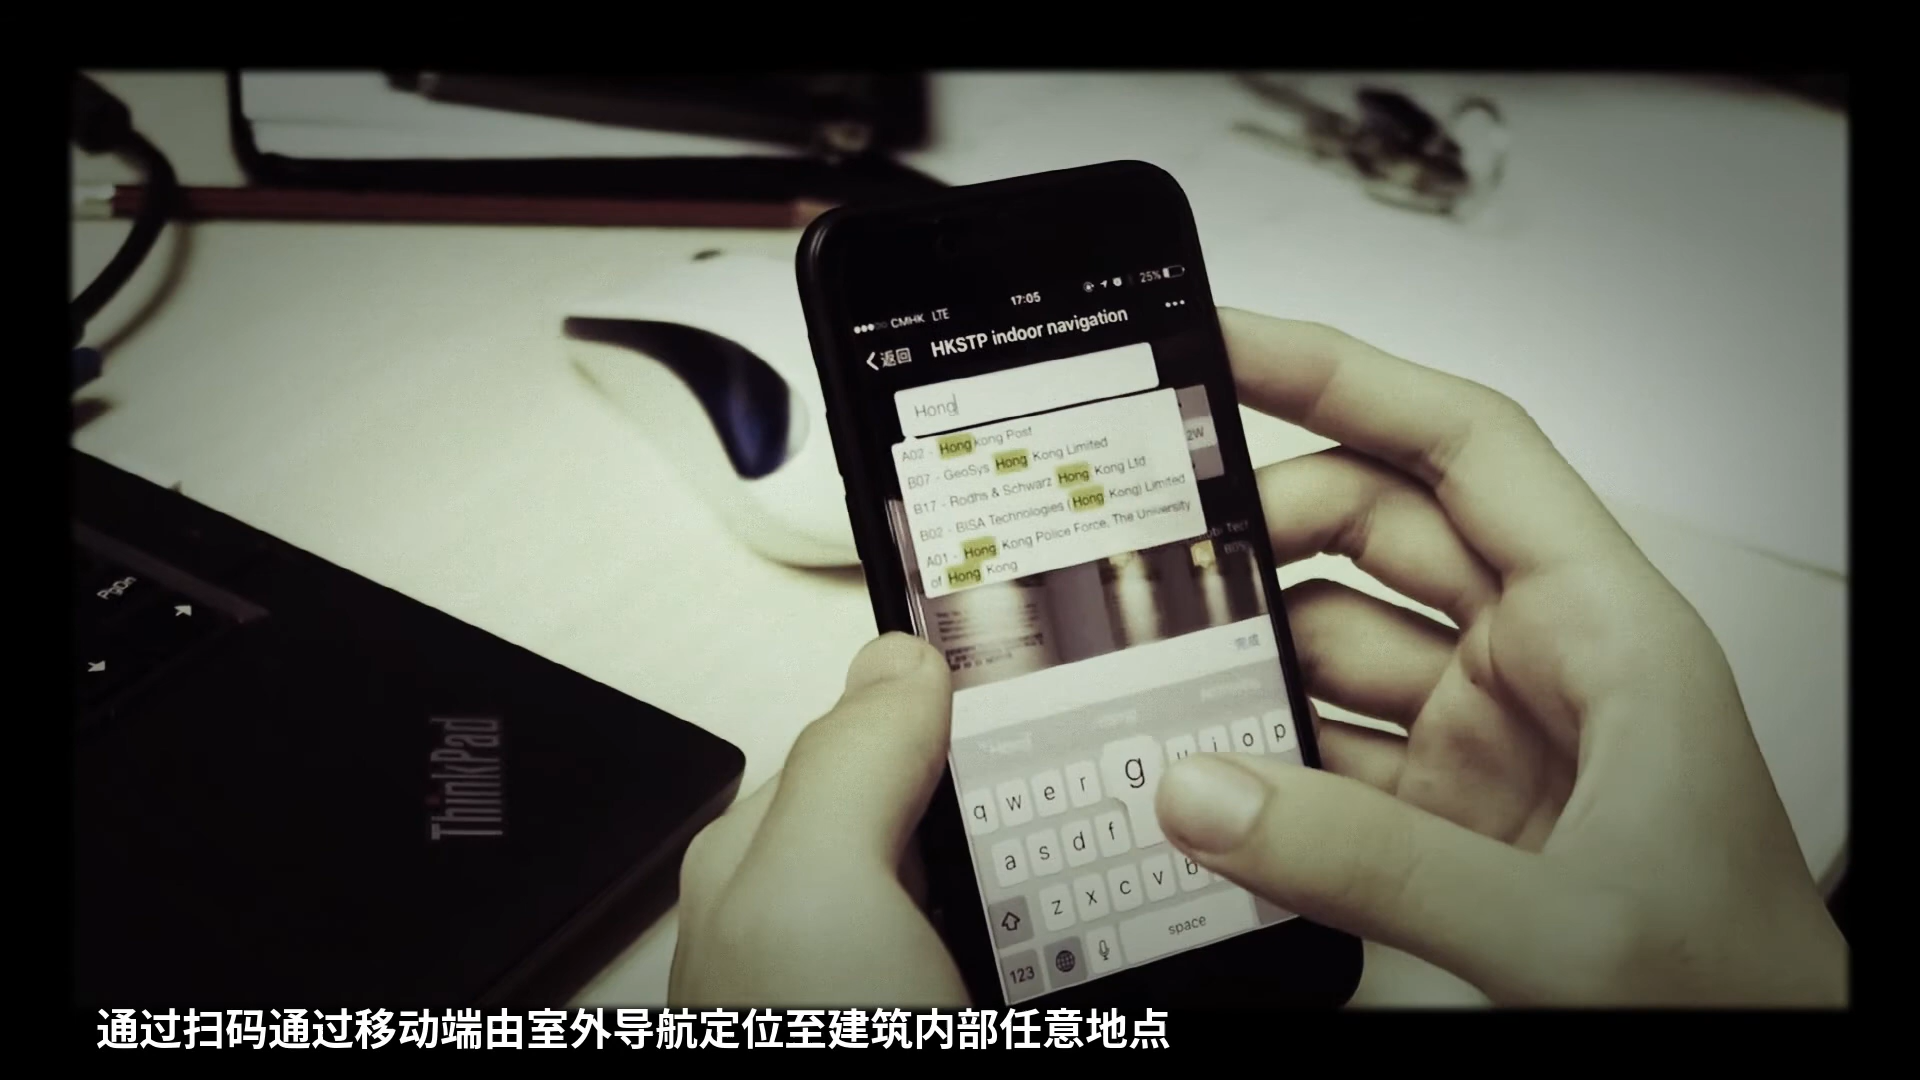 CMHK LTE 17:05 25%
返回 HKSTP indoor navigation
Hong
A02 - Hong Kong Post
B07 - GeoSys Hong Kong Limited
B17 - Rodhs & Schwarz Hong Kong Ltd
B02 - BISA Technologies (Hong Kong) Limited
A01 - Hong Kong Police Force, The University
of Hong Kong
2W
完成
g
q w e r u i o p
a s d f
z x c v b
123 space
PgDn
ThinkPad
通过扫码通过移动端由室外导航定位至建筑内部任意地点